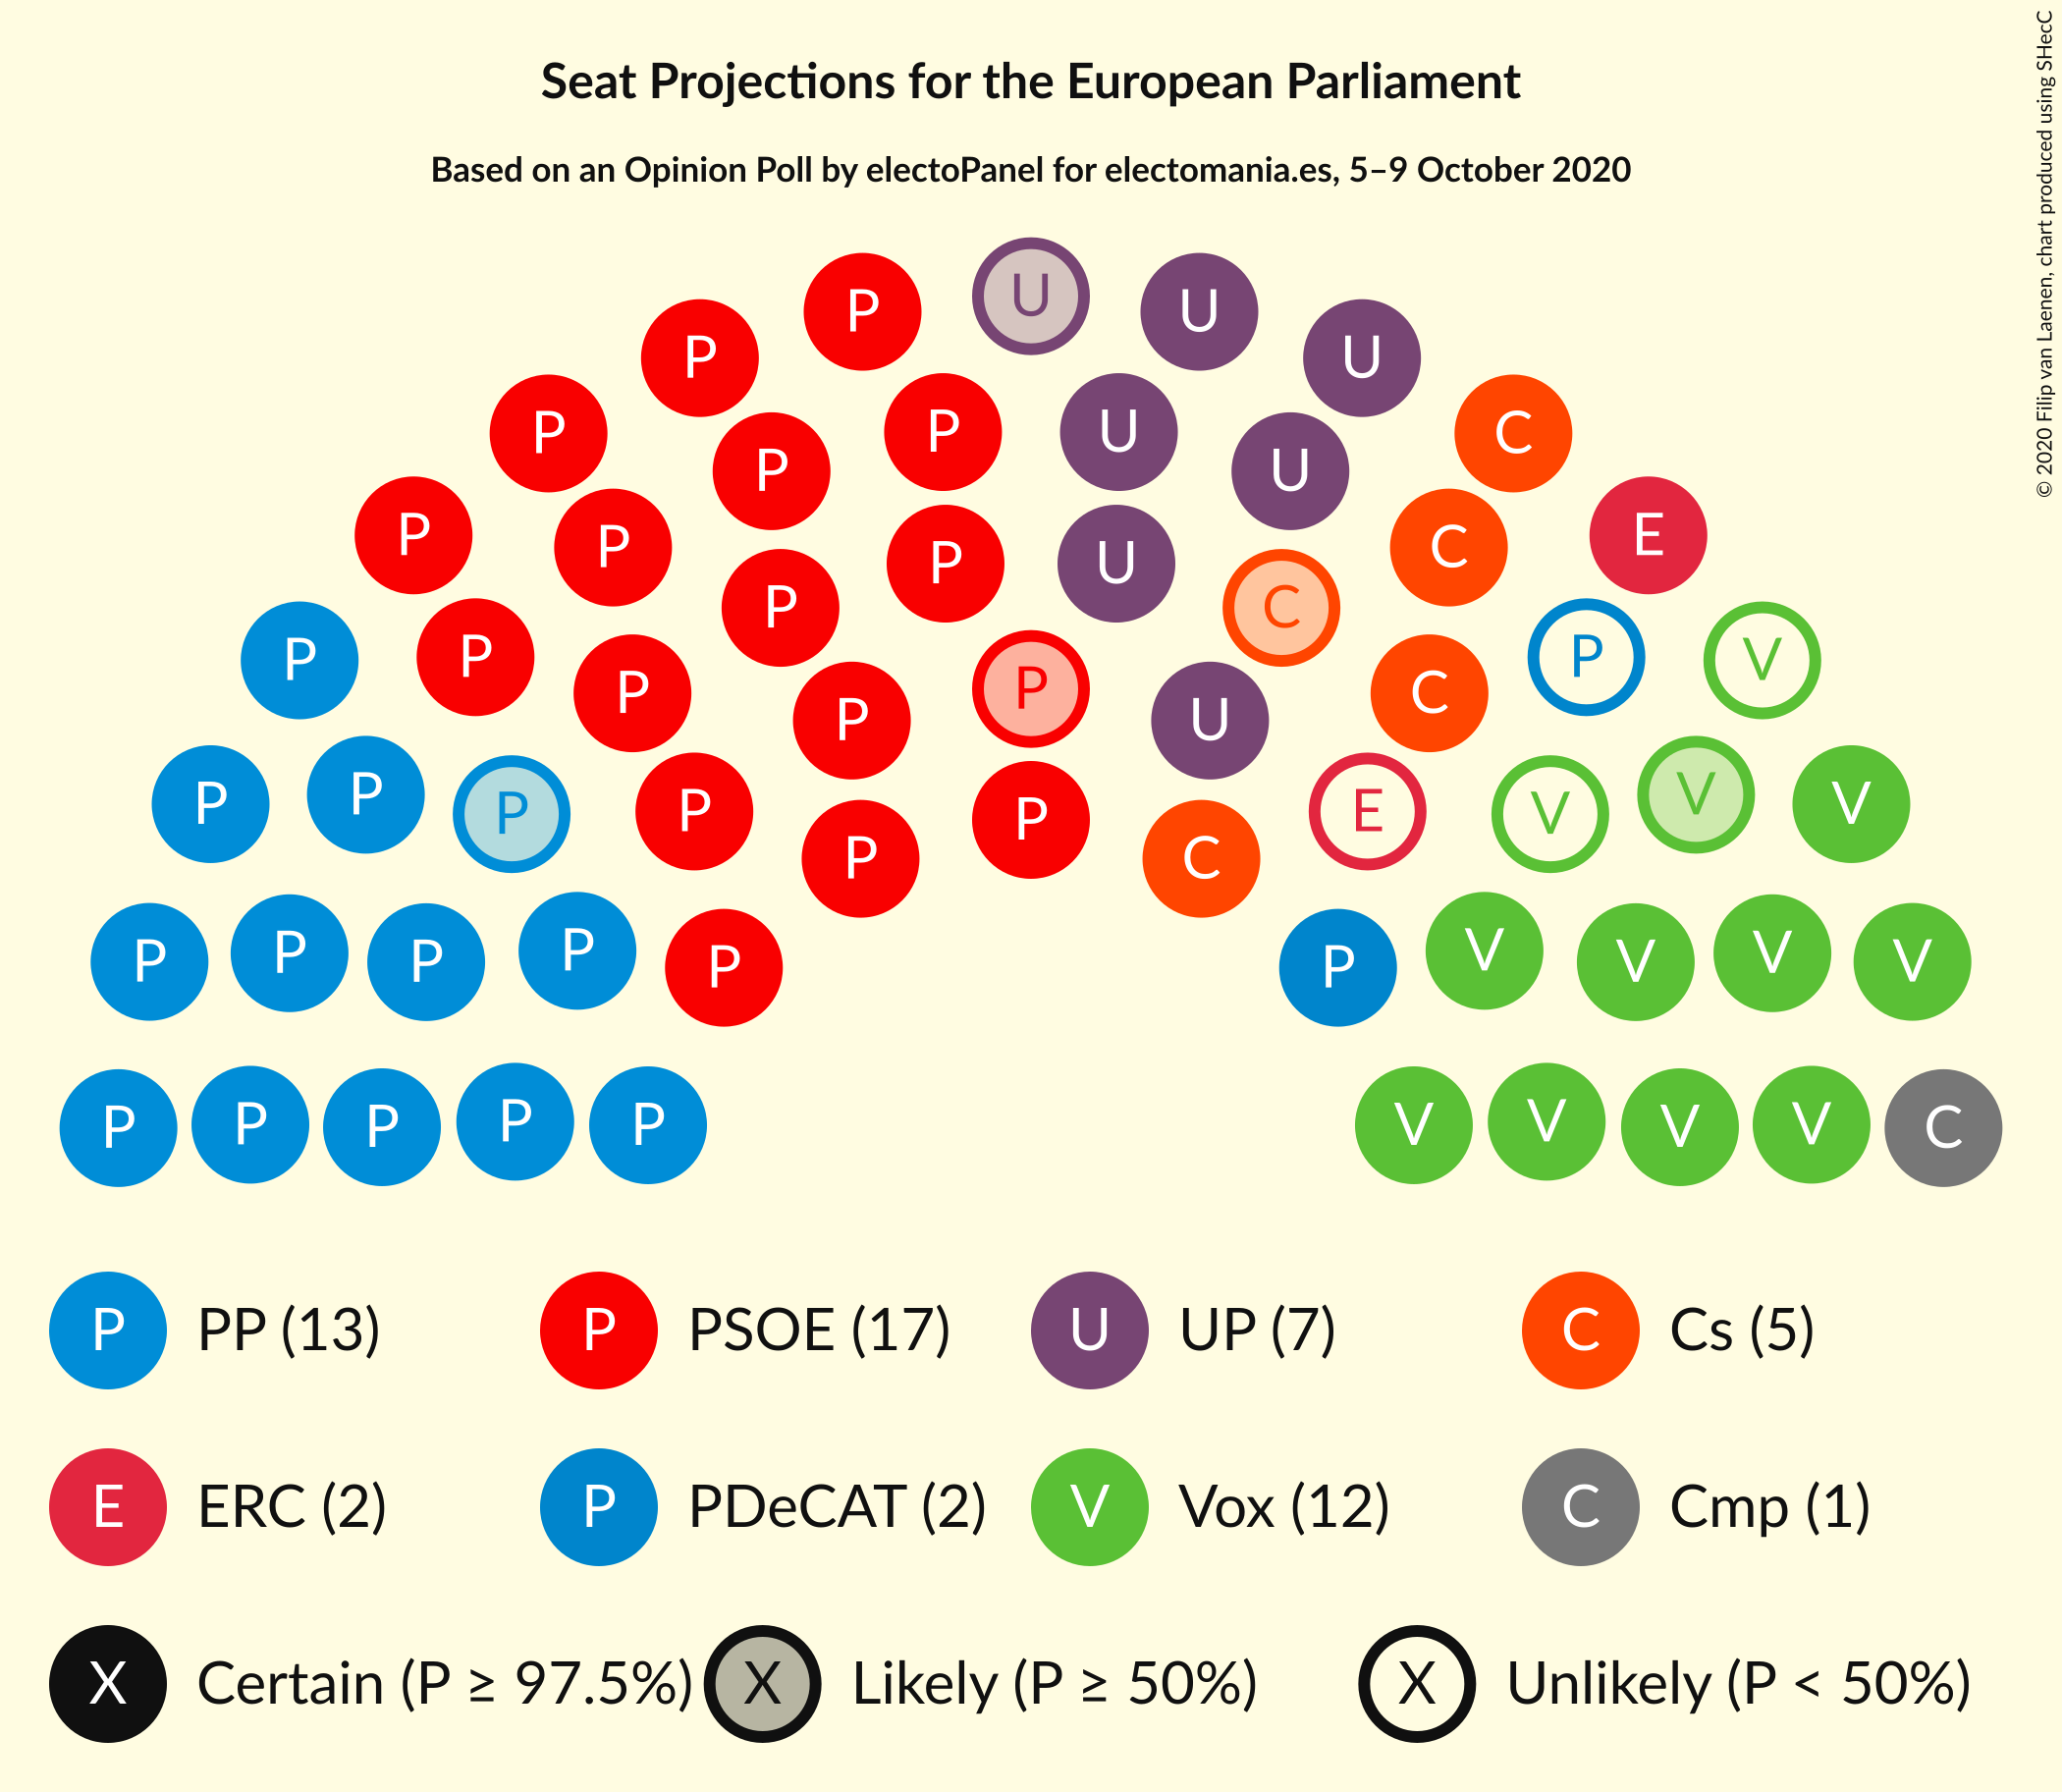 Seat Projections for the European Parliament
Based on an Opinion Poll by electoPanel for electomania.es, 5–9 October 2020
© 2020 Filip van Laenen, chart produced using SHecC
U
P U
P U
P C
P P U
P U
P C
P E
P P U
P C
P V
P P
P C
P P U
P P V V
P P E V
P
P C
P P P P V V V V
P P
P P P P P V V V V C
P PP (13) P PSOE (17) U UP (7) C Cs (5)
E ERC (2) P PDeCAT (2) V Vox (12) C Cmp (1)
X Certain (P ≥ 97.5%) X Likely (P ≥ 50%) X Unlikely (P < 50%)